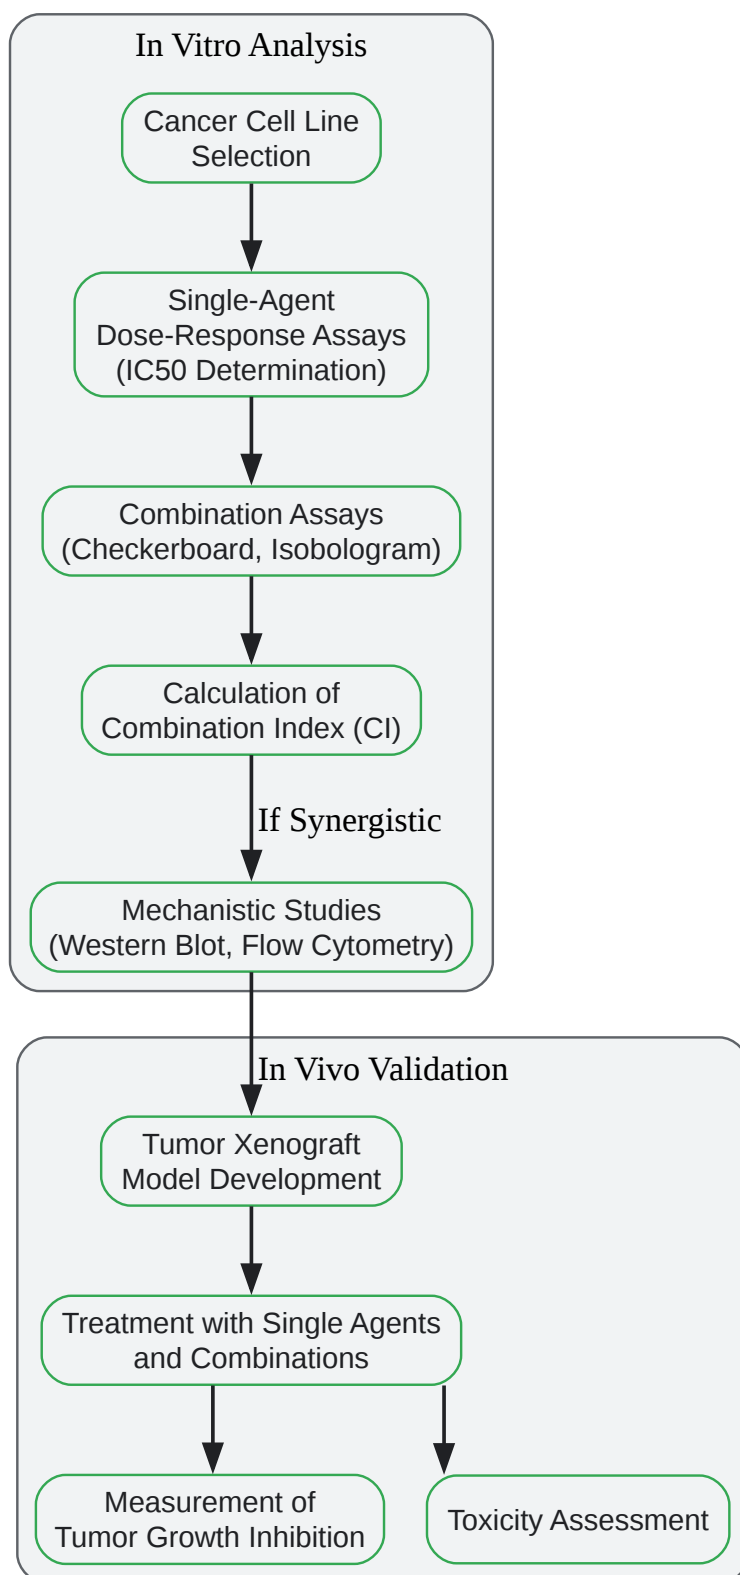 In Vitro Analysis
Cancer Cell Line
Selection
Single-Agent
Dose-Response Assays
(IC50 Determination)
Combination Assays
(Checkerboard, Isobologram)
Calculation of
Combination Index (CI)
If Synergistic
Mechanistic Studies
(Western Blot, Flow Cytometry)
In Vivo Validation
Tumor Xenograft
Model Development
Treatment with Single Agents
and Combinations
Measurement of
Tumor Growth Inhibition
Toxicity Assessment